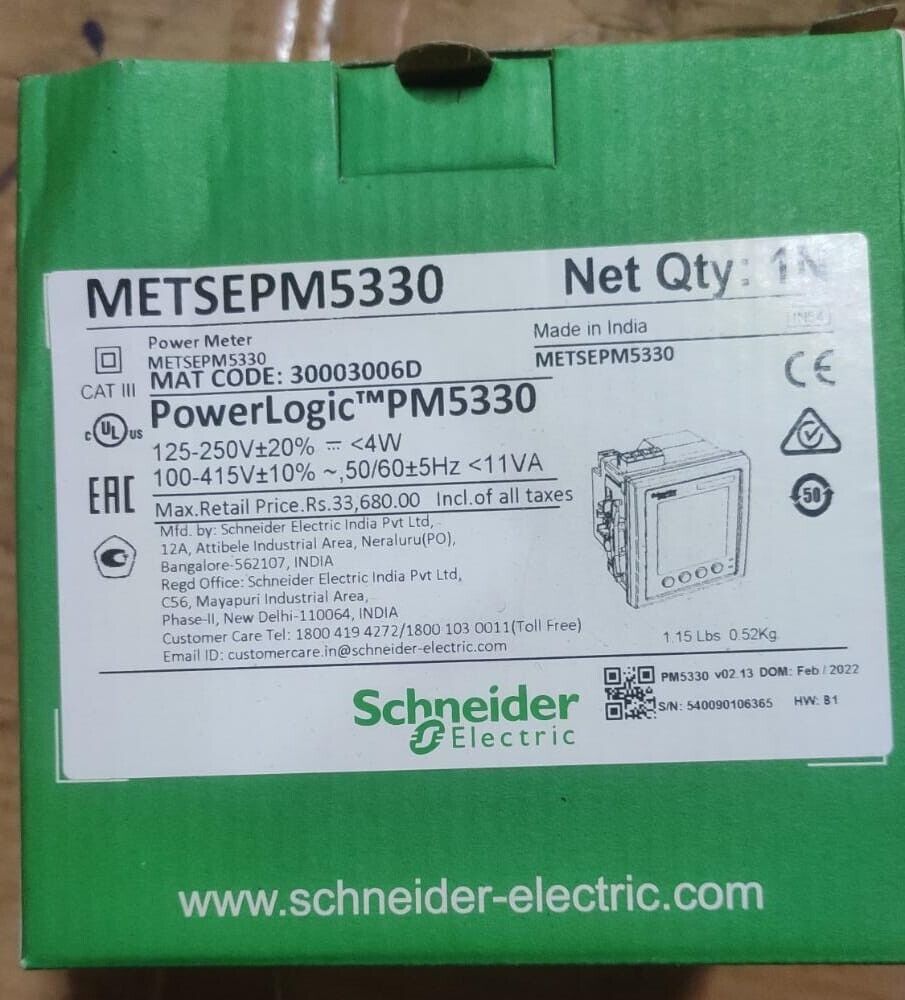 METSEPM5330
Net Qty: 1N
Power Meter
METSEPM5330
MAT CODE: 30003006D
Made in India
METSEPM5330
CAT III
PowerLogic™PM5330
125-250V±20% ⎓ <4W
100-415V±10% ~,50/60±5Hz <11VA
Max.Retail Price.Rs.33,680.00 Incl.of all taxes
Mfd. by: Schneider Electric India Pvt Ltd,
12A, Attibele Industrial Area, Neraluru(PO),
Bangalore-562107, INDIA
Regd Office: Schneider Electric India Pvt Ltd,
C56, Mayapuri Industrial Area,
Phase-II, New Delhi-110064, INDIA
Customer Care Tel: 1800 419 4272/1800 103 0011(Toll Free)
Email ID: customercare.in@schneider-electric.com
c UL us
EAC
CE
50
1.15 Lbs 0.52Kg.
PM5330 v02.13 DOM: Feb / 2022
S/N: 540090106365 HW: B1
Schneider
Electric
www.schneider-electric.com